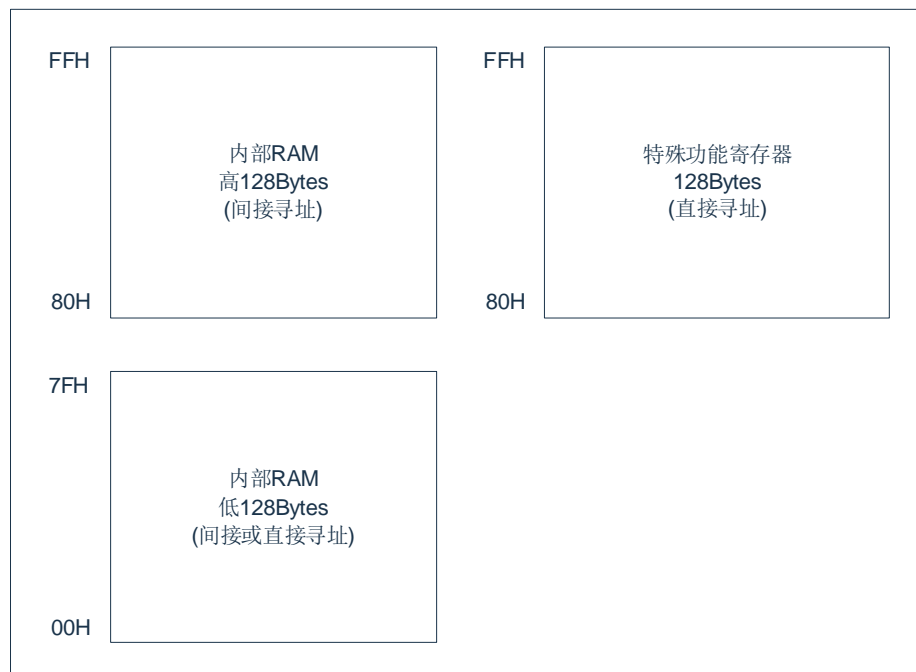 FFH
内部RAM
高128Bytes
(间接寻址)
80H
FFH
特殊功能寄存器
128Bytes
(直接寻址)
80H
7FH
内部RAM
低128Bytes
(间接或直接寻址)
00H